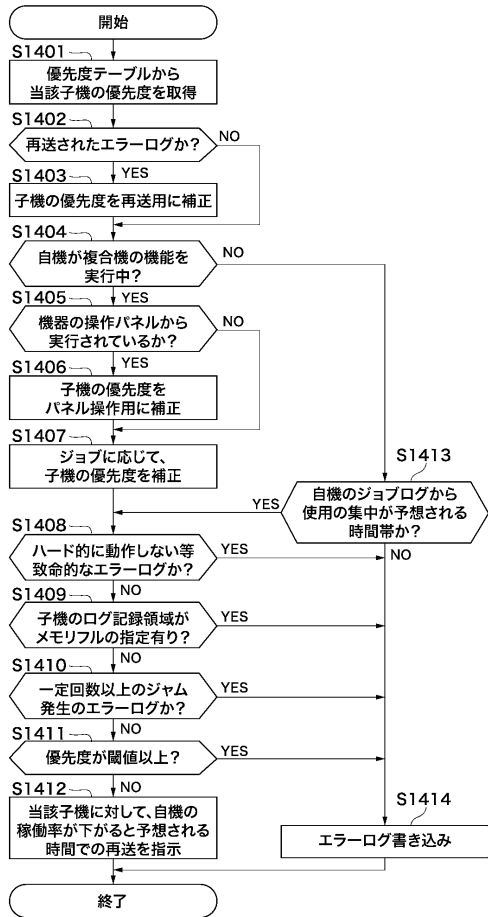 開始
S1401
優先度テーブルから
当該子機の優先度を取得
S1402
再送されたエラーログか？
NO
YES
S1403
子機の優先度を再送用に補正
S1404
自機が複合機の機能を
実行中？
NO
YES
S1405
機器の操作パネルから
実行されているか？
NO
YES
S1406
子機の優先度を
パネル操作用に補正
S1407
ジョブに応じて、
子機の優先度を補正
S1413
自機のジョブログから
使用の集中が予想される
時間帯か？
YES
NO
S1408
ハード的に動作しない等
致命的なエラーログか？
YES
NO
S1409
子機のログ記録領域が
メモリフルの指定有り？
YES
NO
S1410
一定回数以上のジャム
発生のエラーログか？
YES
NO
S1411
優先度が閾値以上？
YES
NO
S1412
当該子機に対して、自機の
稼働率が下がると予想される
時間での再送を指示
S1414
エラーログ書き込み
終了